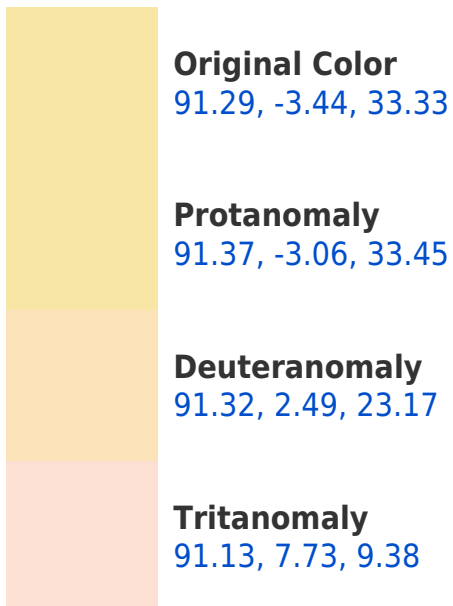 Original Color
91.29, -3.44, 33.33
Protanomaly
91.37, -3.06, 33.45
Deuteranomaly
91.32, 2.49, 23.17
Tritanomaly
91.13, 7.73, 9.38